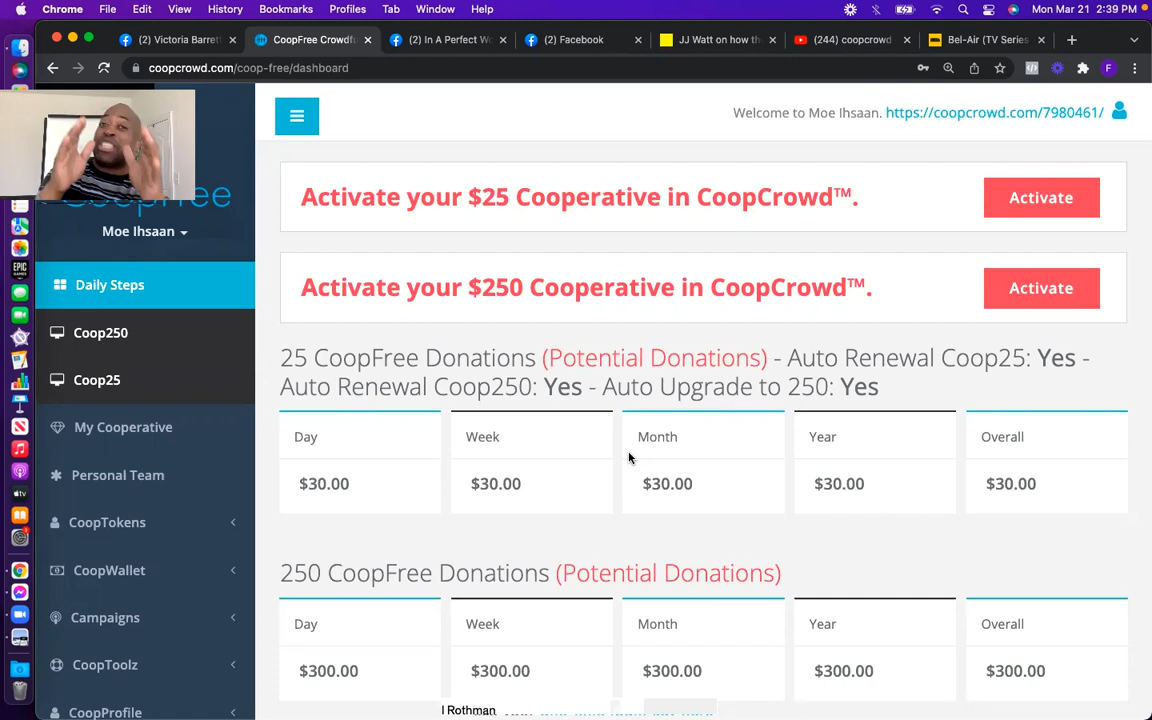 Chrome File Edit View History Bookmarks Profiles Tab Window Help Mon Mar 21 2:39 PM
(2) Victoria Barrett CoopFree Crowdfu (2) In A Perfect Wo (2) Facebook JJ Watt on how th (244) coopcrowd Bel-Air (TV Series
coopcrowd.com/coop-free/dashboard F
Welcome to Moe Ihsaan. https://coopcrowd.com/7980461/
CoopFree
Moe Ihsaan
Daily Steps
Coop250
Coop25
My Cooperative
Personal Team
CoopTokens
CoopWallet
Campaigns
CoopToolz
CoopProfile
EPIC GAMES
tv
Activate your $25 Cooperative in CoopCrowd™. Activate
Activate your $250 Cooperative in CoopCrowd™. Activate
25 CoopFree Donations (Potential Donations) - Auto Renewal Coop25: Yes -
Auto Renewal Coop250: Yes - Auto Upgrade to 250: Yes
Day Week Month Year Overall
$30.00 $30.00 $30.00 $30.00 $30.00
250 CoopFree Donations (Potential Donations)
Day Week Month Year Overall
$300.00 $300.00 $300.00 $300.00 $300.00
l Rothman